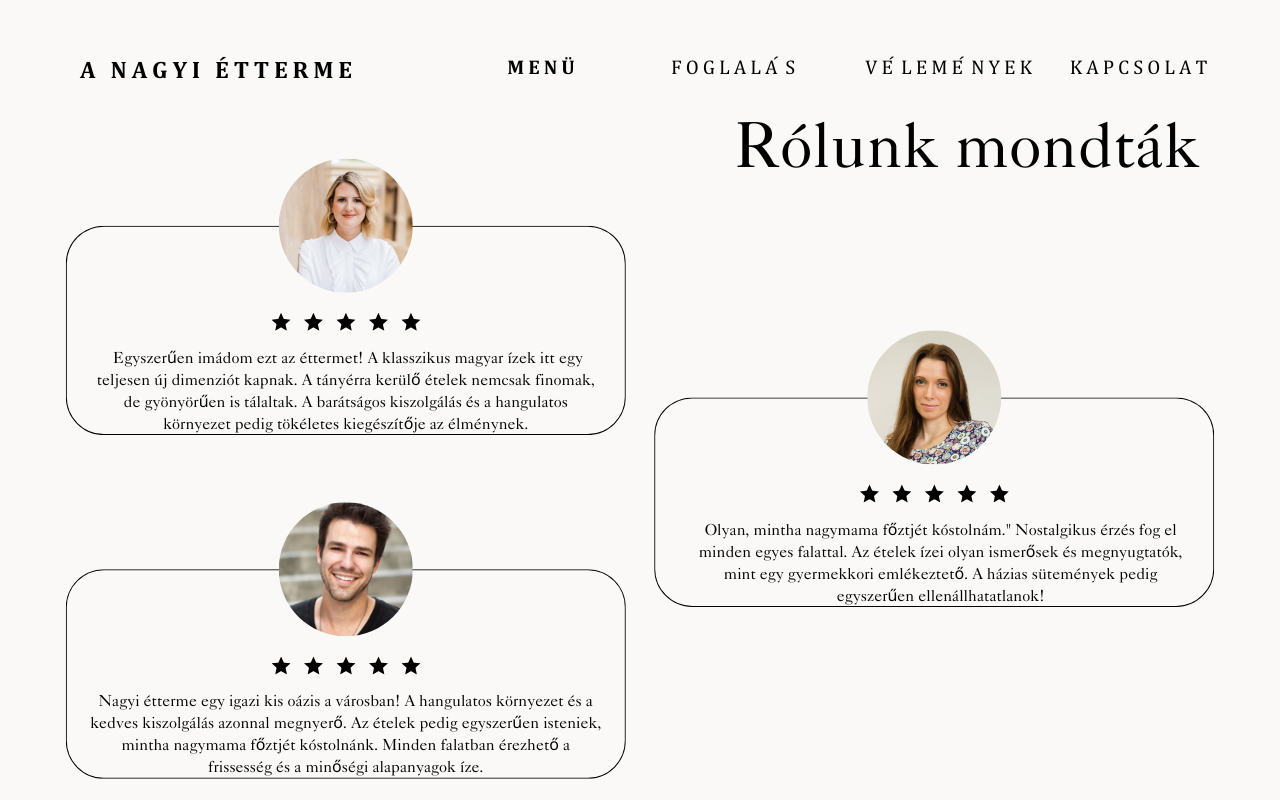 A NAGYI ÉTTERME
MENÜ
FOGLALÁS
VÉLEMÉNYEK
KAPCSOLAT
Rólunk mondták
Egyszerűen imádom ezt az éttermet! A klasszikus magyar ízek itt egy
teljesen új dimenziót kapnak. A tányérra kerülő ételek nemcsak finomak,
de gyönyörűen is tálaltak. A barátságos kiszolgálás és a hangulatos
környezet pedig tökéletes kiegészítője az élménynek.
Olyan, mintha nagymama főztjét kóstolnám." Nostalgikus érzés fog el
minden egyes falattal. Az ételek ízei olyan ismerősek és megnyugtatók,
mint egy gyermekkori emlékeztető. A házias sütemények pedig
egyszerűen ellenállhatatlanok!
Nagyi étterme egy igazi kis oázis a városban! A hangulatos környezet és a
kedves kiszolgálás azonnal megnyerő. Az ételek pedig egyszerűen isteniek,
mintha nagymama főztjét kóstolnánk. Minden falatban érezhető a
frissesség és a minőségi alapanyagok íze.